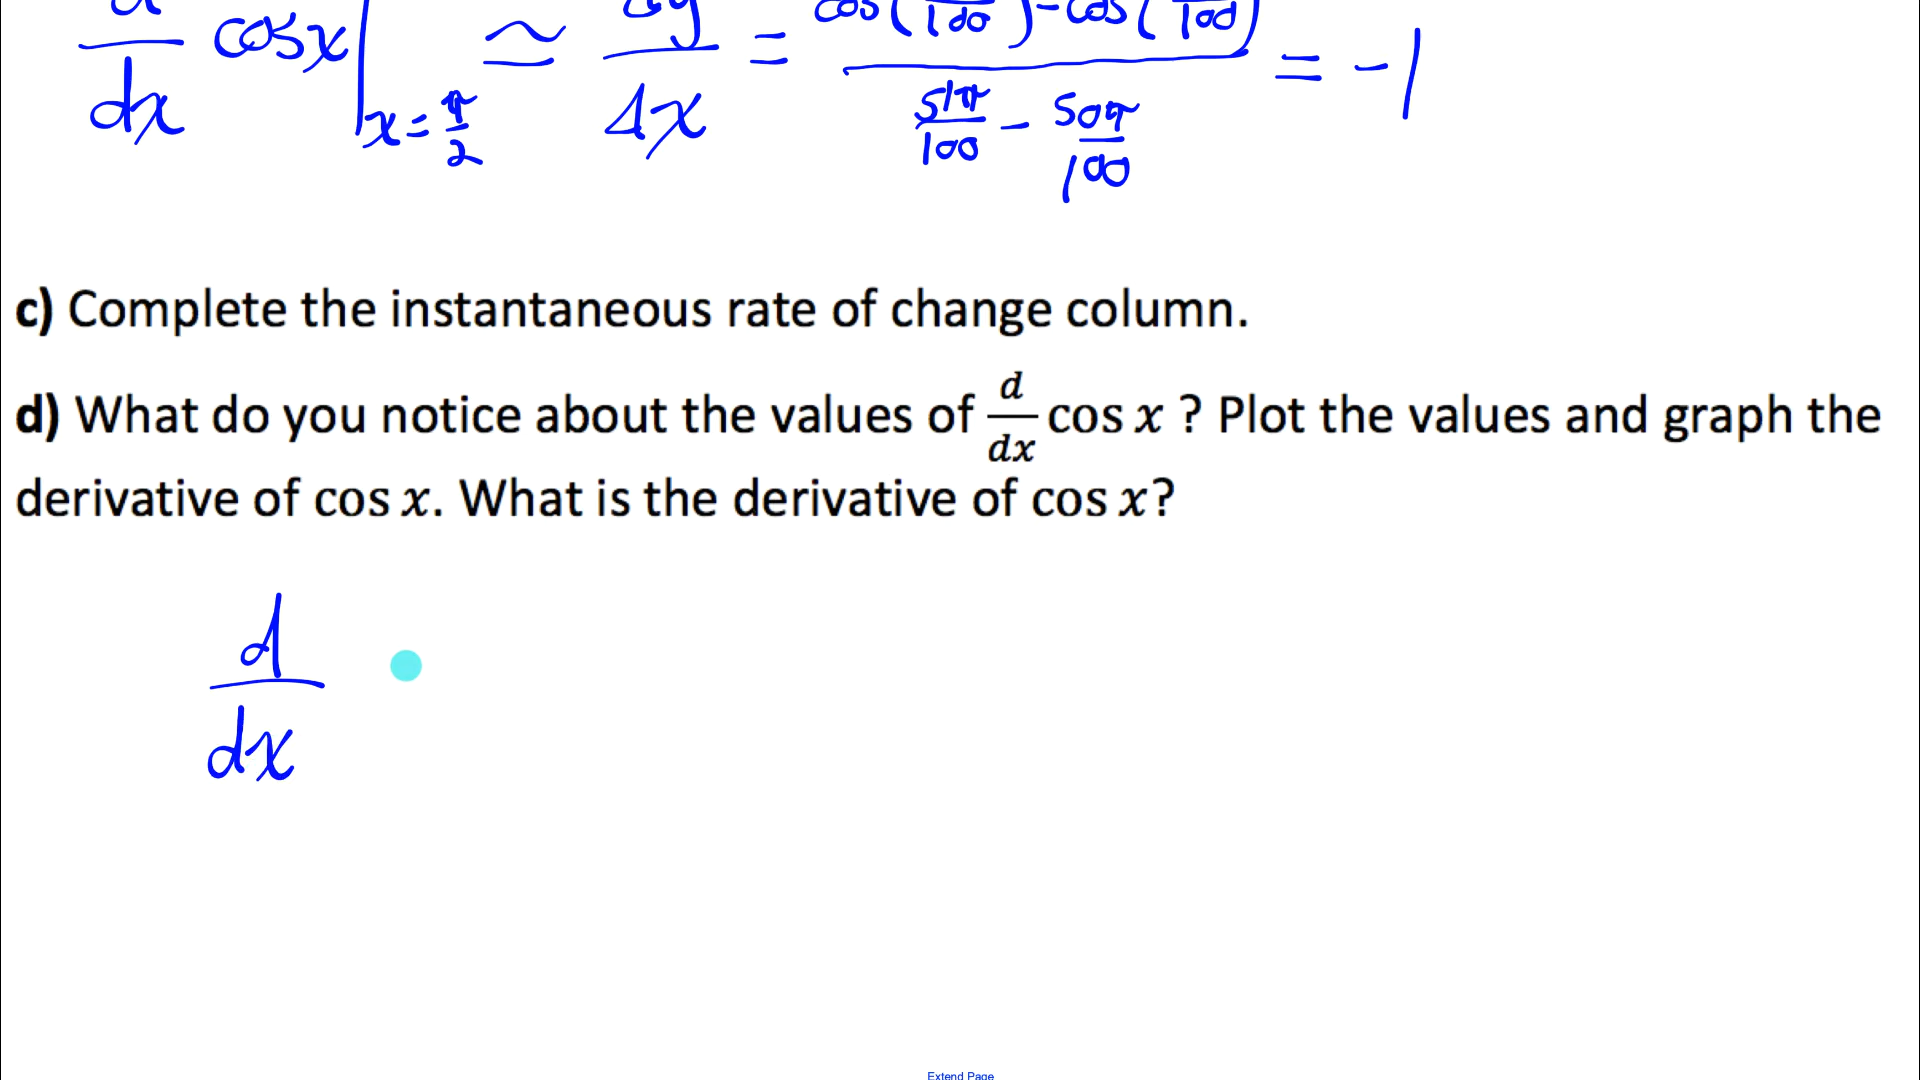 d/dx cos x | x = π/2 ≃ Δy/Δx = cos( /100) - cos( /100) / 51π/100 - 50π/100 = -1
c) Complete the instantaneous rate of change column.
d) What do you notice about the values of d/dx cos x ? Plot the values and graph the
derivative of cos x. What is the derivative of cos x?
d/dx
Extend Page